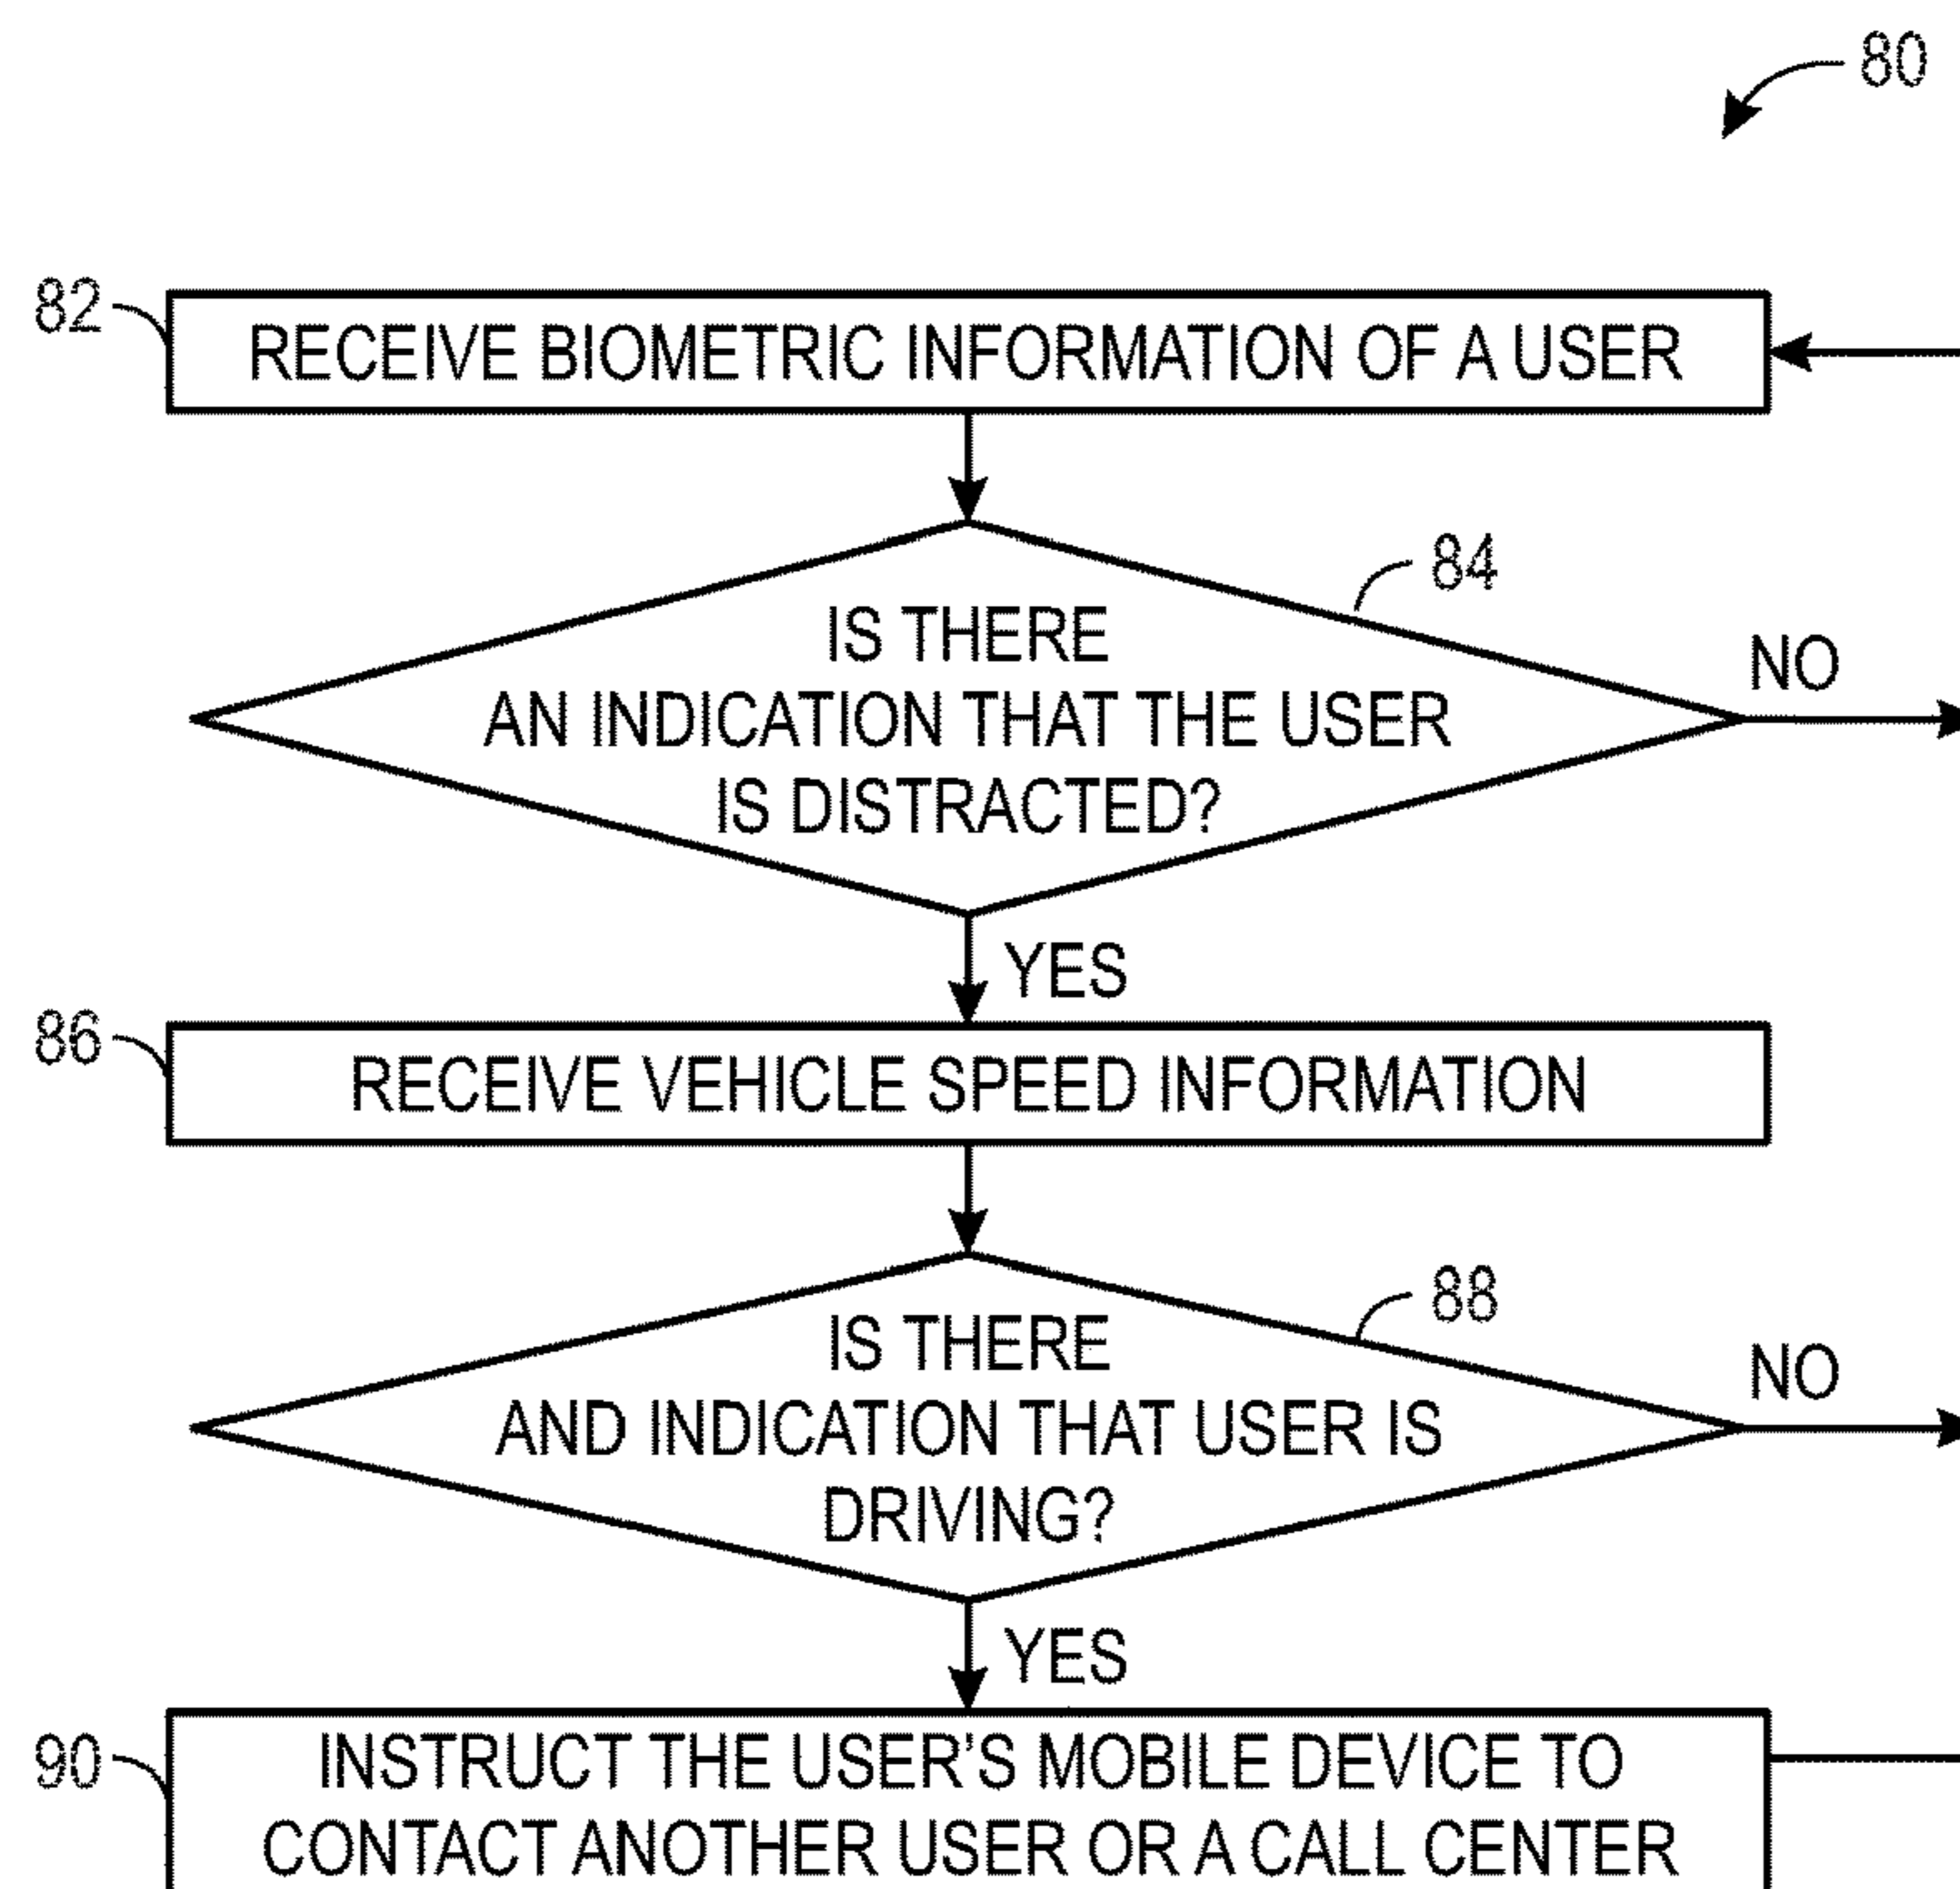 80
82
RECEIVE BIOMETRIC INFORMATION OF A USER
84
IS THERE
AN INDICATION THAT THE USER
IS DISTRACTED?
NO
YES
86
RECEIVE VEHICLE SPEED INFORMATION
88
IS THERE
AND INDICATION THAT USER IS
DRIVING?
NO
YES
90
INSTRUCT THE USER'S MOBILE DEVICE TO
CONTACT ANOTHER USER OR A CALL CENTER